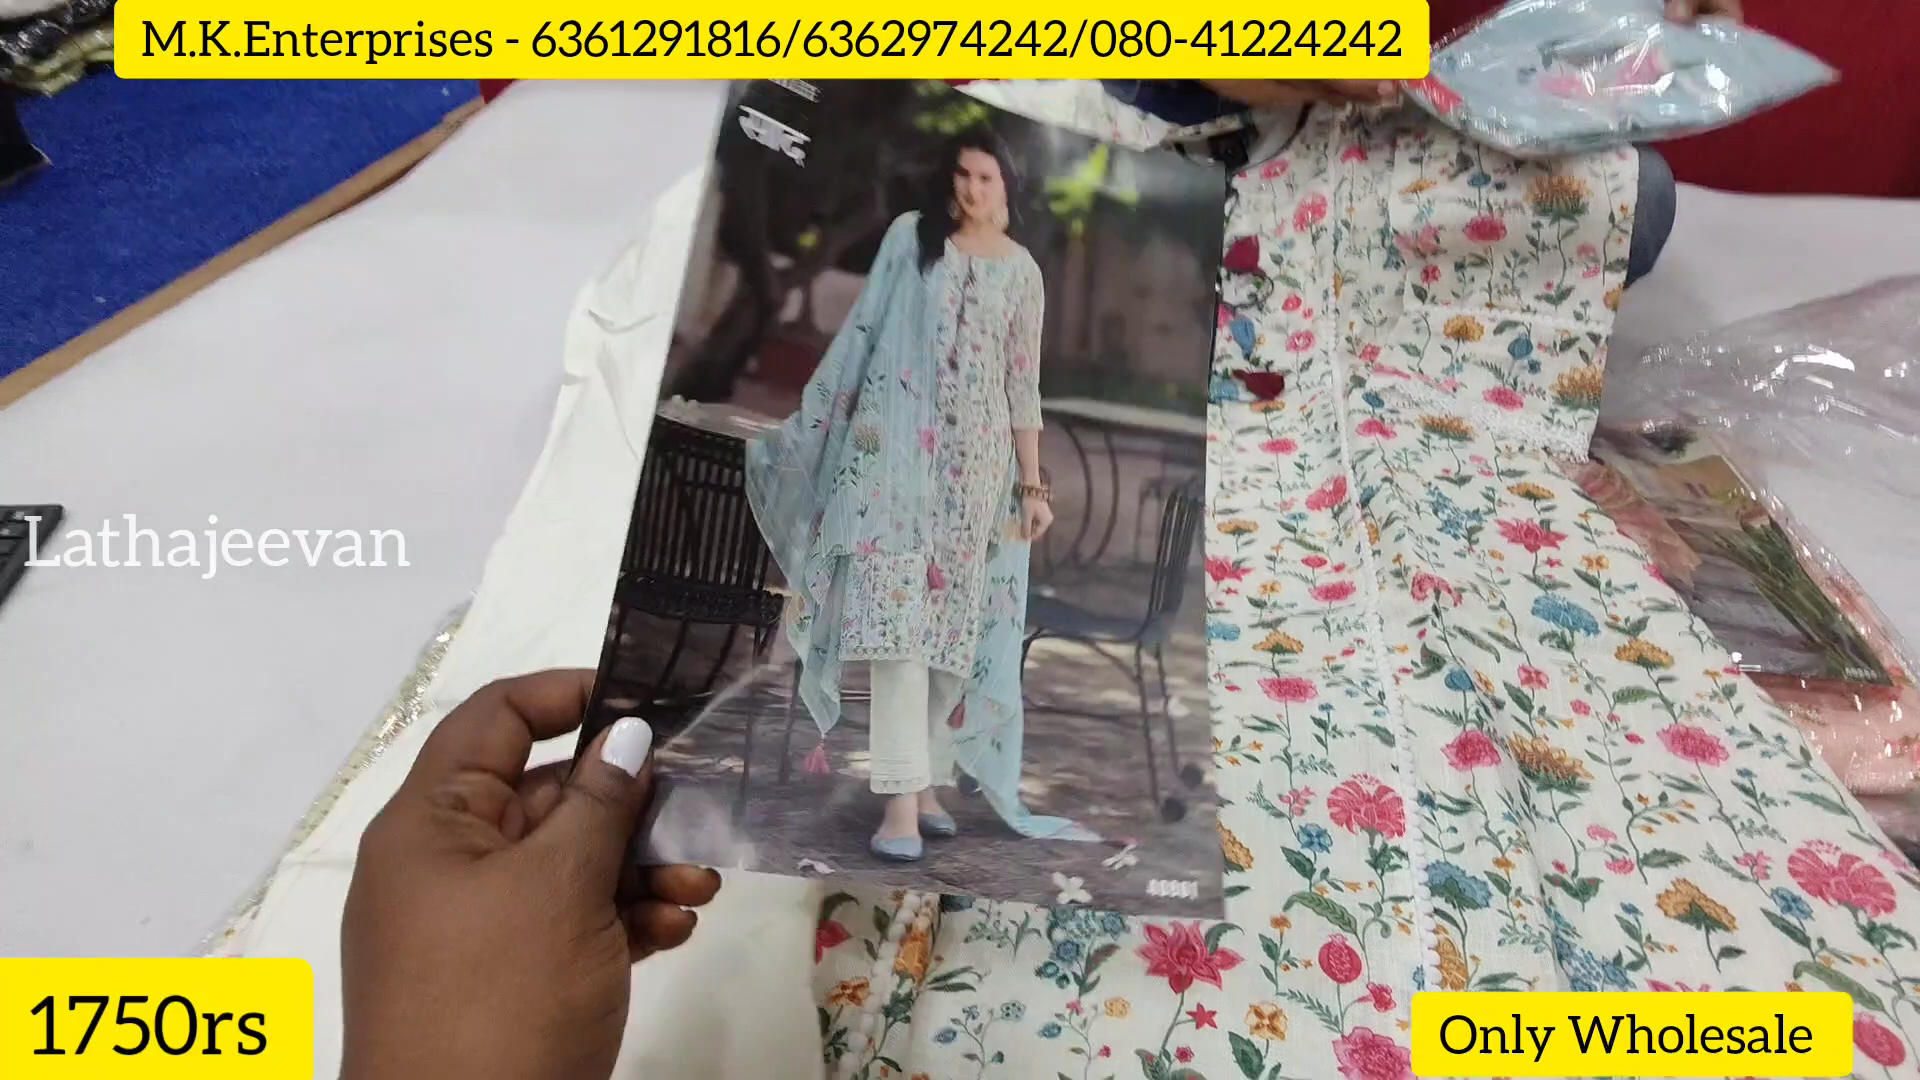 M.K.Enterprises - 6361291816/6362974242/080-41224242
Lathajeevan
1750rs
Only Wholesale